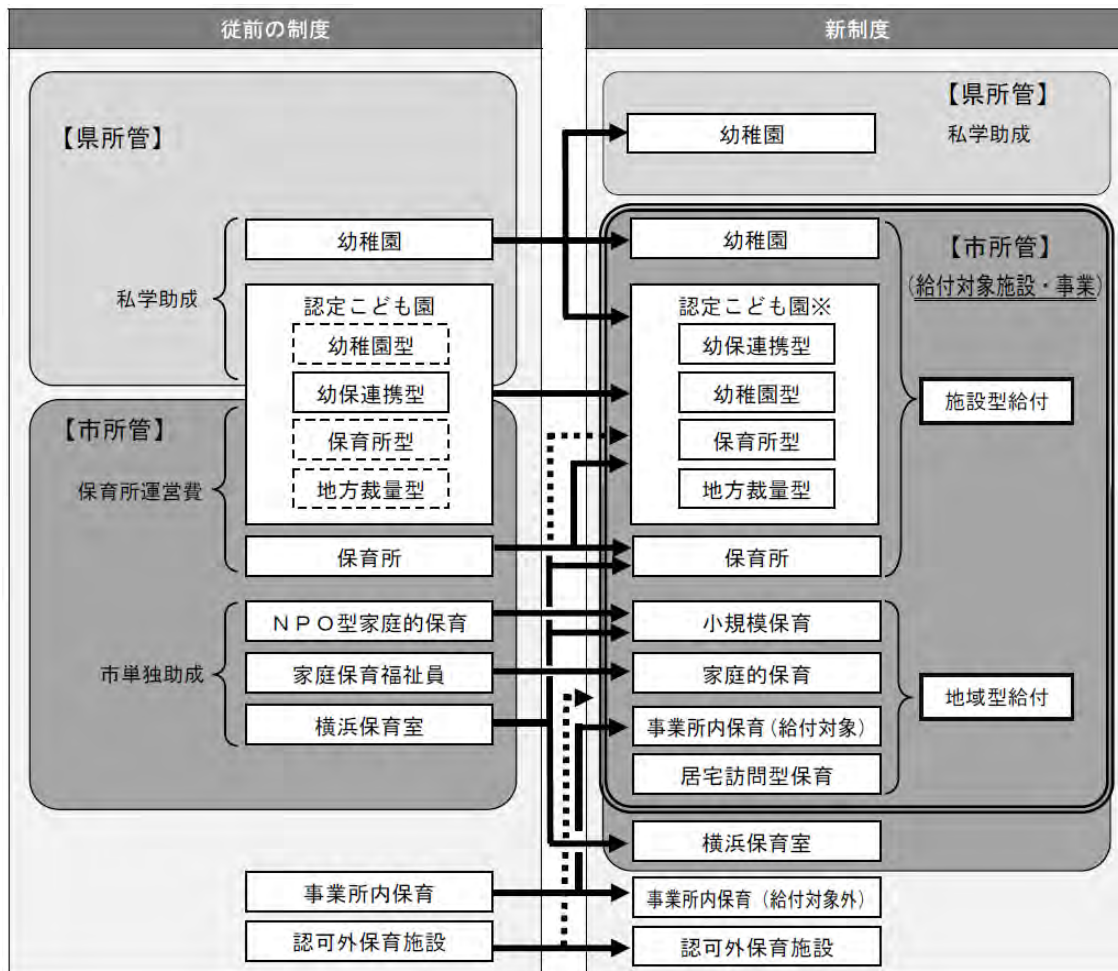 従前の制度
【県所管】
私学助成
幼稚園
認定こども園
幼稚園型
幼保連携型
保育所型
地方裁量型
【市所管】
保育所運営費
保育所
市単独助成
ＮＰＯ型家庭的保育
家庭保育福祉員
横浜保育室
事業所内保育
認可外保育施設
新制度
【県所管】
私学助成
幼稚園
【市所管】
(給付対象施設・事業)
幼稚園
認定こども園※
幼保連携型
幼稚園型
保育所型
地方裁量型
保育所
施設型給付
小規模保育
家庭的保育
事業所内保育(給付対象)
居宅訪問型保育
地域型給付
横浜保育室
事業所内保育（給付対象外）
認可外保育施設